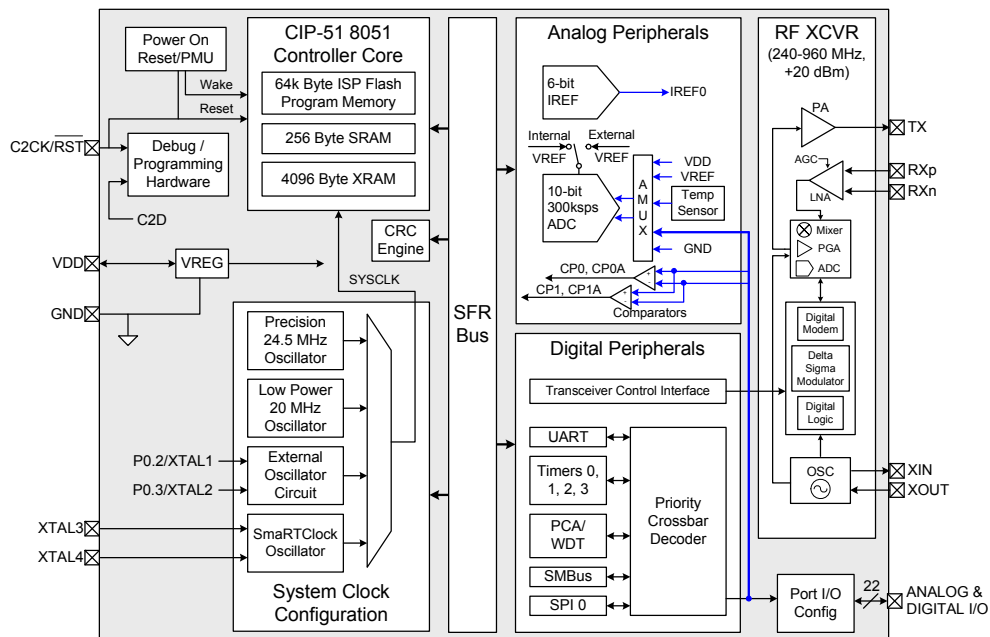 Power On
Reset/PMU
Wake
Reset
C2CK/RST
Debug /
Programming
Hardware
C2D
VDD
VREG
GND
CIP-51 8051
Controller Core
64k Byte ISP Flash
Program Memory
256 Byte SRAM
4096 Byte XRAM
CRC
Engine
SYSCLK
Precision
24.5 MHz
Oscillator
Low Power
20 MHz
Oscillator
P0.2/XTAL1
P0.3/XTAL2
External
Oscillator
Circuit
XTAL3
XTAL4
SmaRTClock
Oscillator
System Clock
Configuration
SFR
Bus
Analog Peripherals
6-bit
IREF
IREF0
Internal
VREF
External
VREF
10-bit
300ksps
ADC
A
M
U
X
VDD
VREF
Temp
Sensor
GND
CP0, CP0A
+
-
CP1, CP1A
+
-
Comparators
Digital Peripherals
Transceiver Control Interface
UART
Timers 0,
1, 2, 3
PCA/
WDT
SMBus
SPI 0
Priority
Crossbar
Decoder
RF XCVR
(240-960 MHz,
+20 dBm)
PA
TX
AGC
LNA
RXp
RXn
Mixer
PGA
ADC
Digital
Modem
Delta
Sigma
Modulator
Digital
Logic
OSC
XIN
XOUT
Port I/O
Config
22
ANALOG &
DIGITAL I/O